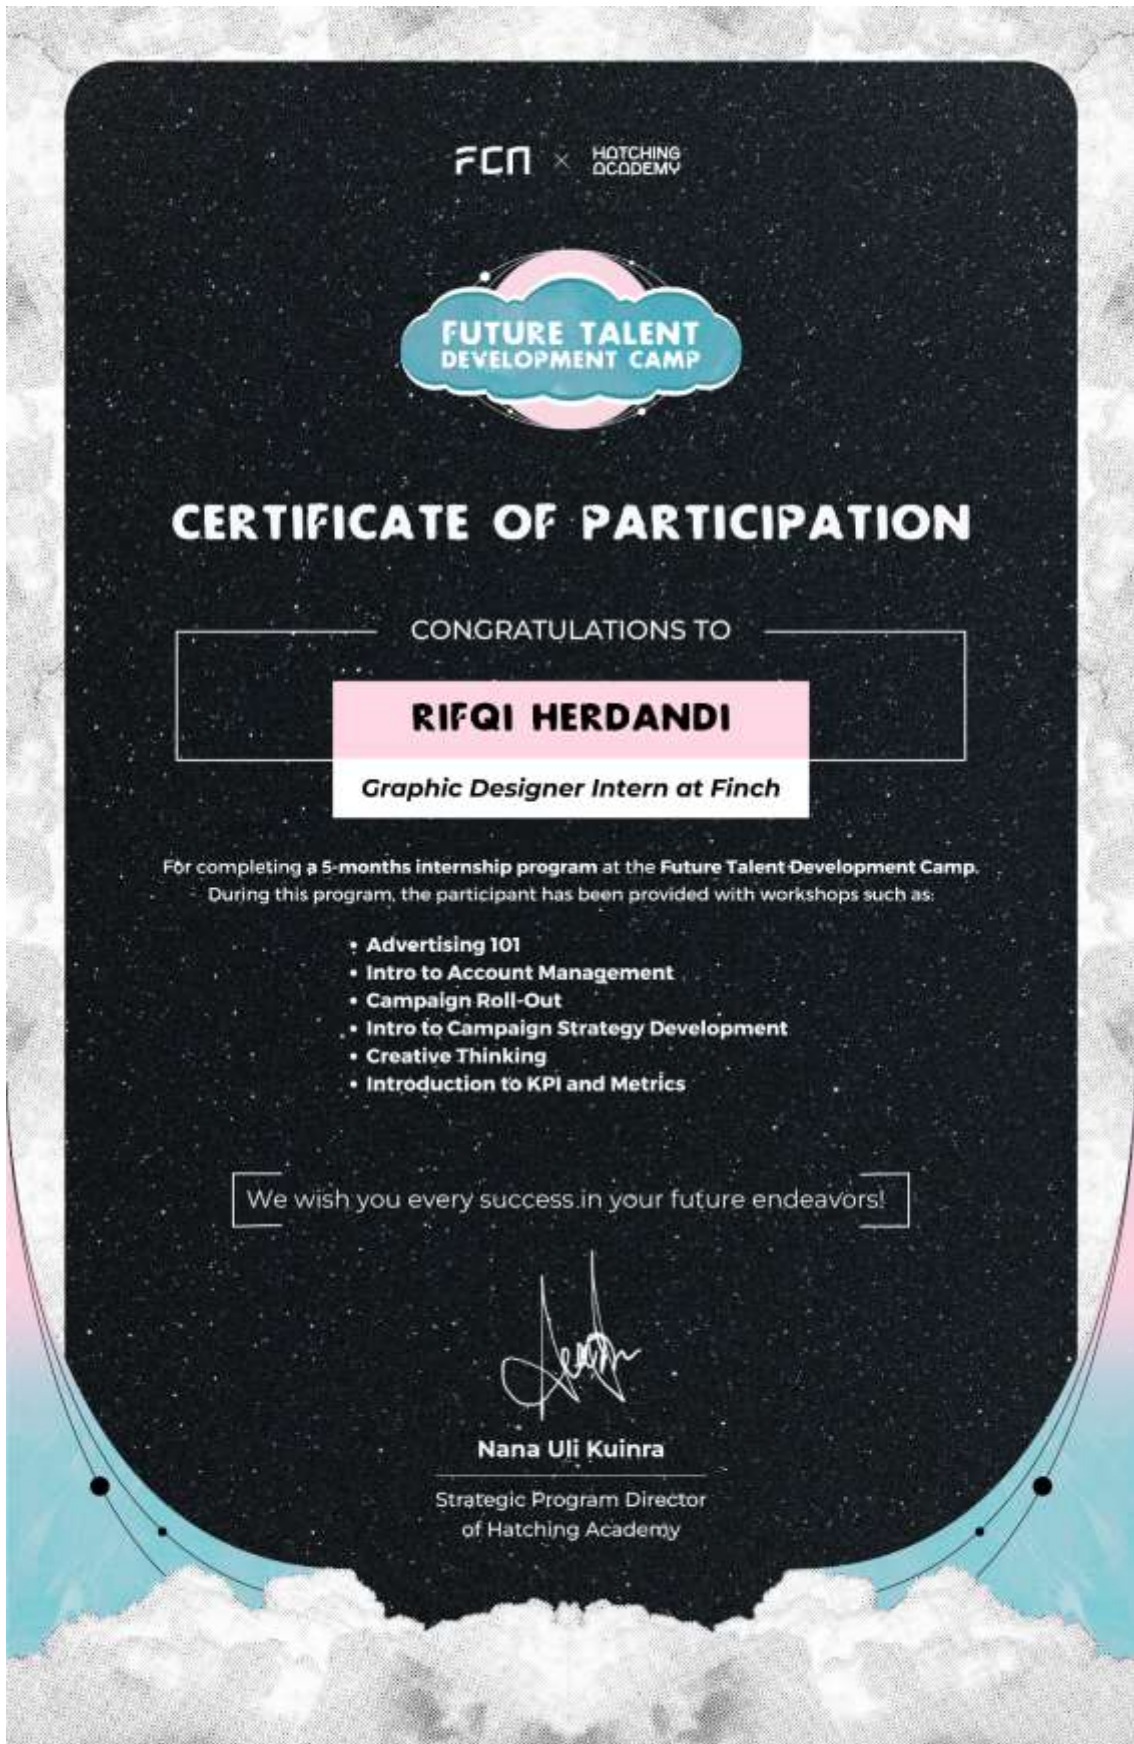 FCN × HATCHING ACADEMY
FUTURE TALENT
DEVELOPMENT CAMP
CERTIFICATE OF PARTICIPATION
CONGRATULATIONS TO
RIFQI HERDANDI
Graphic Designer Intern at Finch
For completing a 5-months internship program at the Future Talent Development Camp.
During this program, the participant has been provided with workshops such as:
• Advertising 101
• Intro to Account Management
• Campaign Roll-Out
• Intro to Campaign Strategy Development
• Creative Thinking
• Introduction to KPI and Metrics
We wish you every success in your future endeavors!
Nana Uli Kuinra
Strategic Program Director
of Hatching Academy